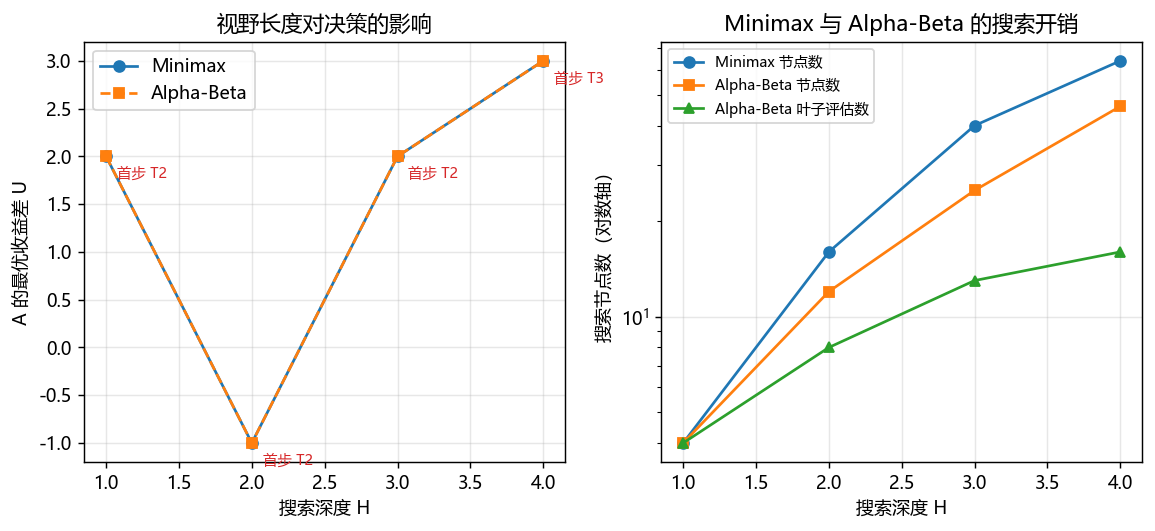 视野长度对决策的影响
Minimax
Alpha-Beta
首步 T2
首步 T2
首步 T2
首步 T3
3.0
2.5
2.0
1.5
1.0
0.5
0.0
-0.5
-1.0
A 的最优收益差 U
1.0 1.5 2.0 2.5 3.0 3.5 4.0
搜索深度 H
Minimax 与 Alpha-Beta 的搜索开销
Minimax 节点数
Alpha-Beta 节点数
Alpha-Beta 叶子评估数
10¹
搜索节点数（对数轴）
1.0 1.5 2.0 2.5 3.0 3.5 4.0
搜索深度 H